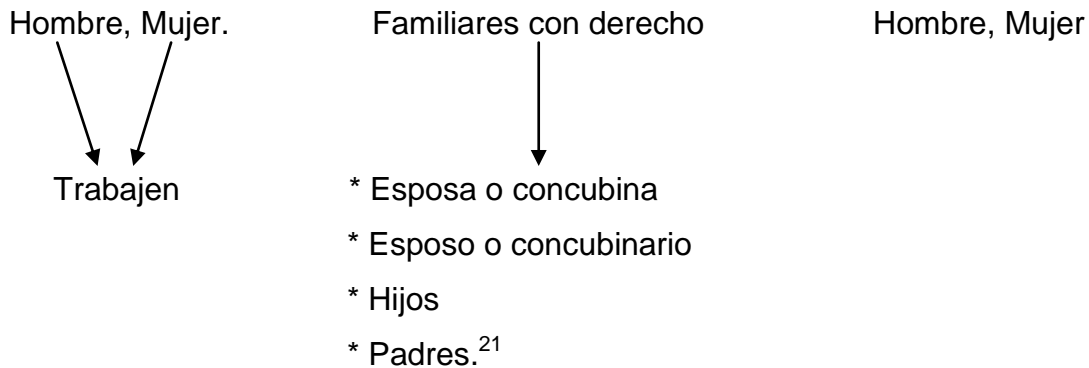 Hombre, Mujer. Familiares con derecho Hombre, Mujer
Trabajen * Esposa o concubina
* Esposo o concubinario
* Hijos
* Padres.21